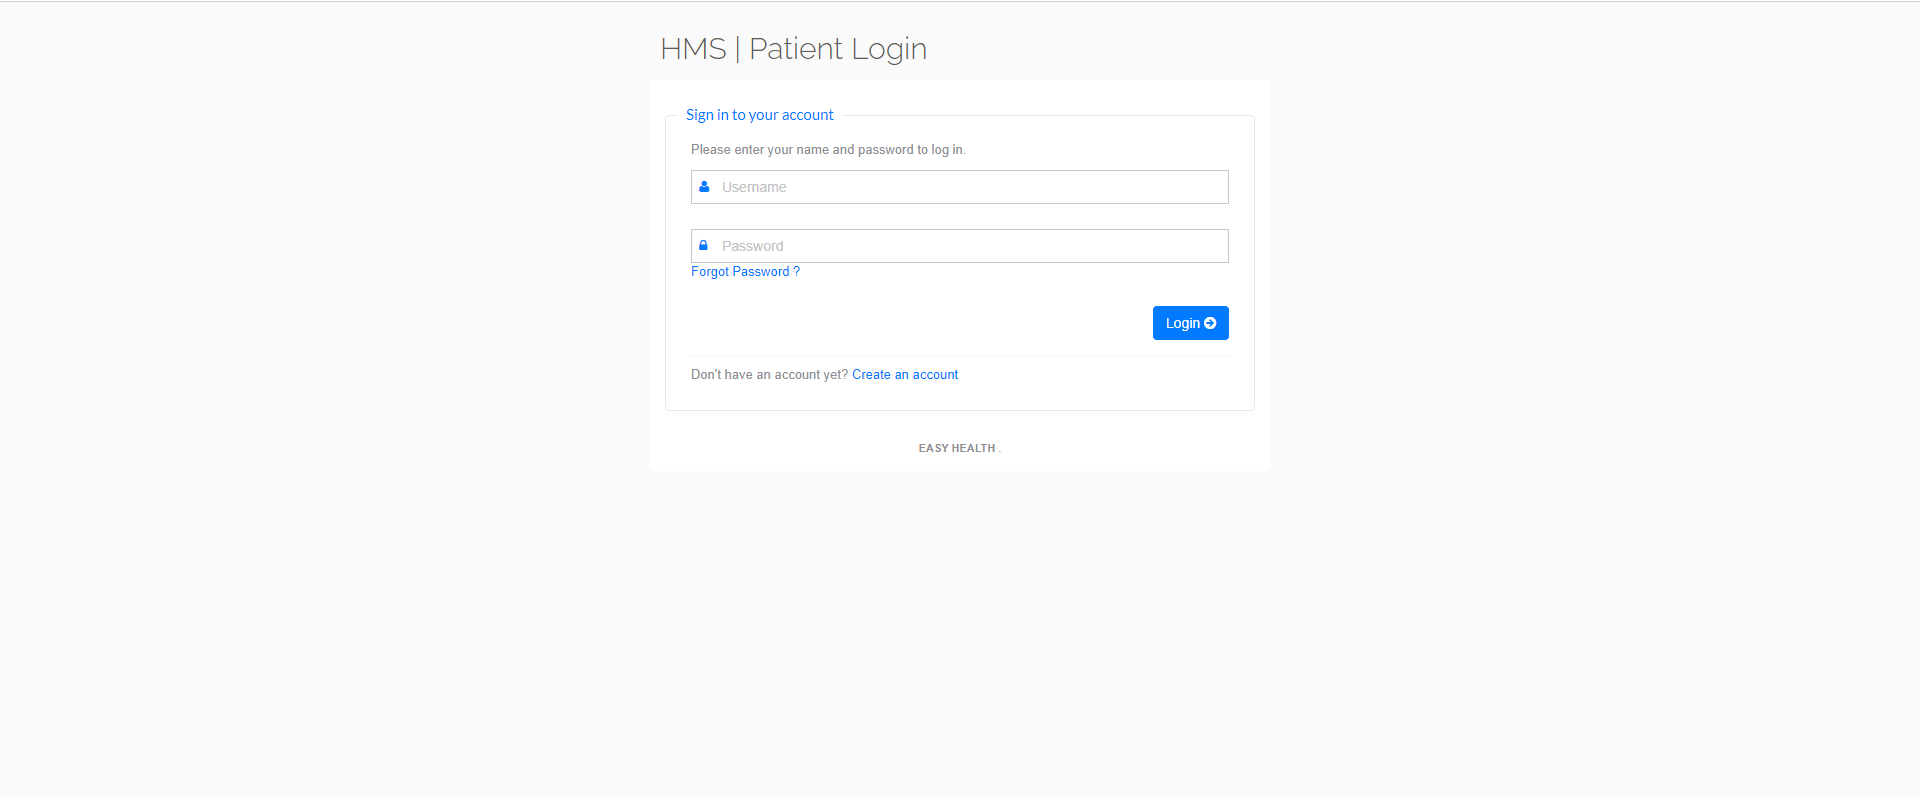 HMS | Patient Login
Sign in to your account
Please enter your name and password to log in.
Username
Password
Forgot Password ?
Login
Don't have an account yet? Create an account
EASY HEALTH .